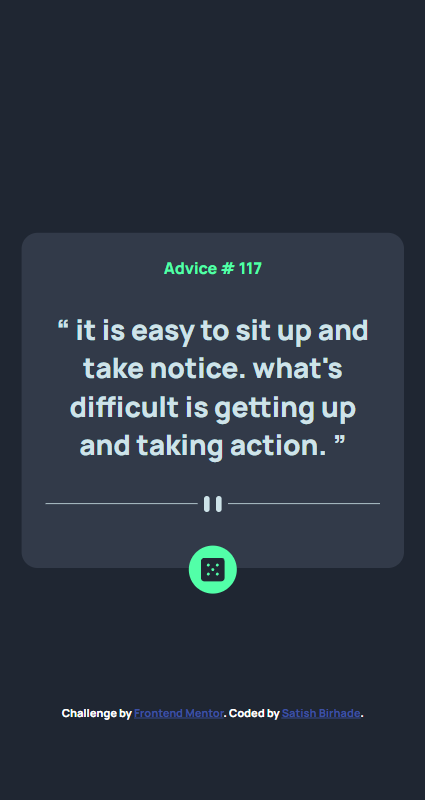 Advice # 117
“ it is easy to sit up and
take notice. what's
difficult is getting up
and taking action. ”
Challenge by Frontend Mentor. Coded by Satish Birhade.